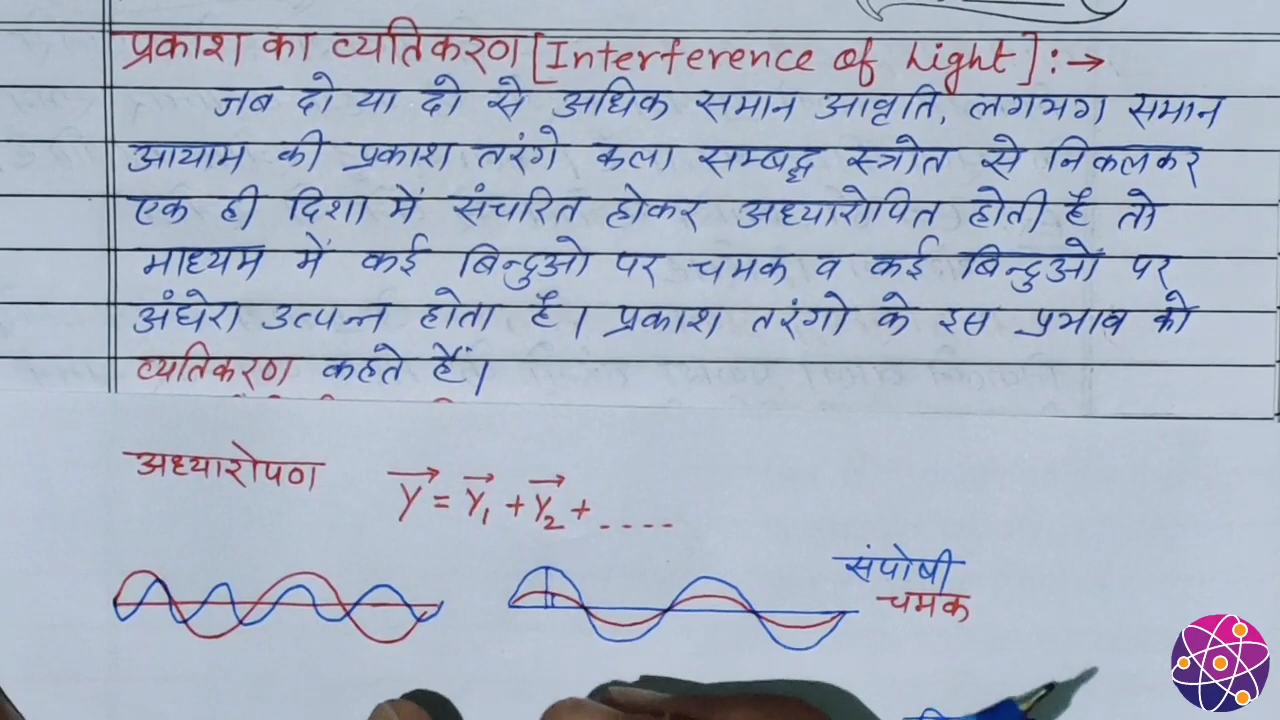 प्रकाश का व्यतिकरण [Interference of Light] :→
जब दो या दो से अधिक समान आवृति, लगभग समान
आयाम की प्रकाश तरंगे कला सम्बद्ध स्त्रोत से निकलकर
एक ही दिशा में संचरित होकर अध्यारोपित होती है तो
माध्यम में कई बिन्दुओ पर चमक व कई बिन्दुओं पर
अंधेरा उत्पन्न होता है। प्रकाश तरंगो के इस प्रभाव को
व्यतिकरण कहते हैं।
अध्यारोपण Y⃗ = Y⃗₁ + Y⃗₂ + ....
संपोषी
चमक